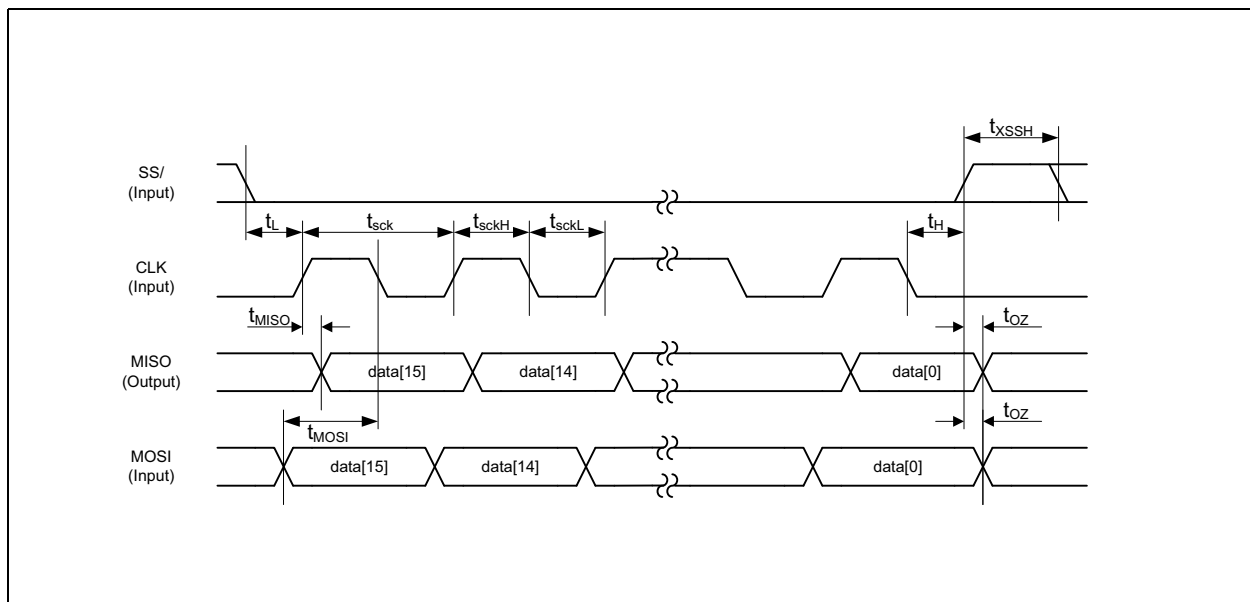 tXSSH
SS/
(Input)
tL
tsck
tsckH
tsckL
tH
CLK
(Input)
tMISO
tOZ
MISO
(Output)
data[15]
data[14]
data[0]
tMOSI
tOZ
MOSI
(Input)
data[15]
data[14]
data[0]